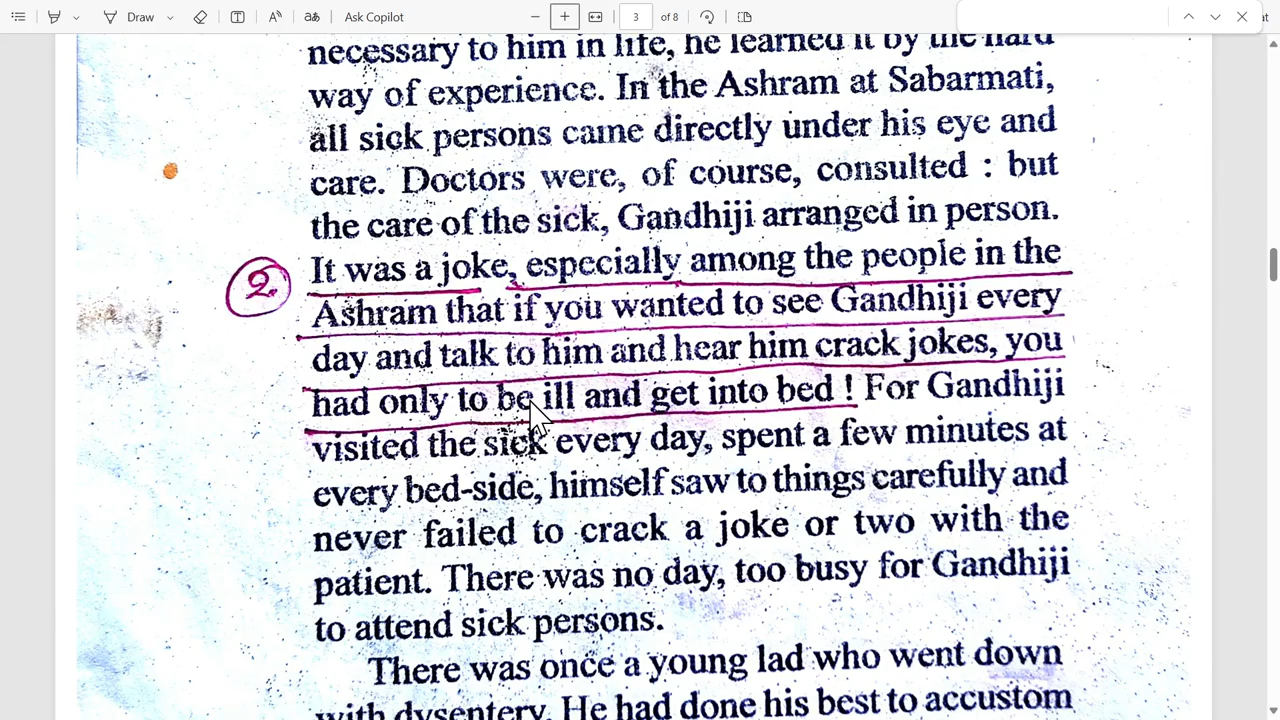 Draw
Ask Copilot
3 of 8
necessary to him in life, he learned it by the hard
way of experience. In the Ashram at Sabarmati,
all sick persons came directly under his eye and
care. Doctors were, of course, consulted : but
the care of the sick, Gandhiji arranged in person.
2 It was a joke, especially among the people in the
Ashram that if you wanted to see Gandhiji every
day and talk to him and hear him crack jokes, you
had only to be ill and get into bed ! For Gandhiji
visited the sick every day, spent a few minutes at
every bed-side, himself saw to things carefully and
never failed to crack a joke or two with the
patient. There was no day, too busy for Gandhiji
to attend sick persons.
There was once a young lad who went down
with dysentery. He had done his best to accustom